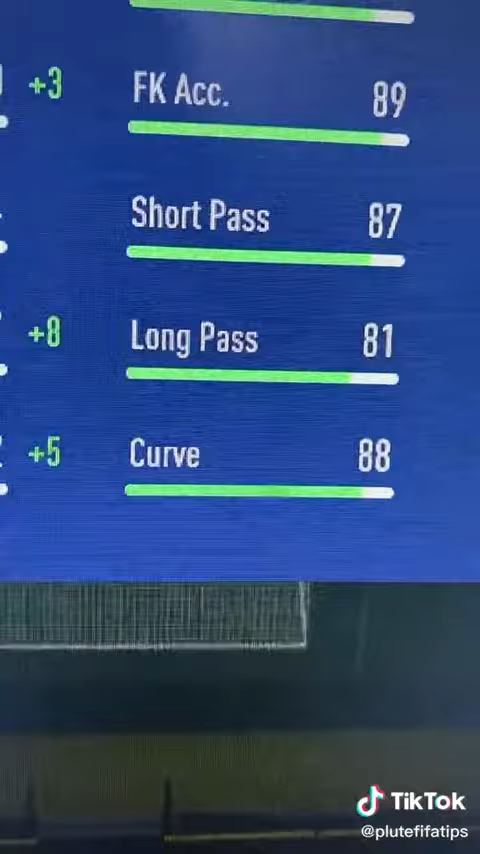 +3 FK Acc. 89
Short Pass 87
+8 Long Pass 81
+5 Curve 88
TikTok
@plutefifatips